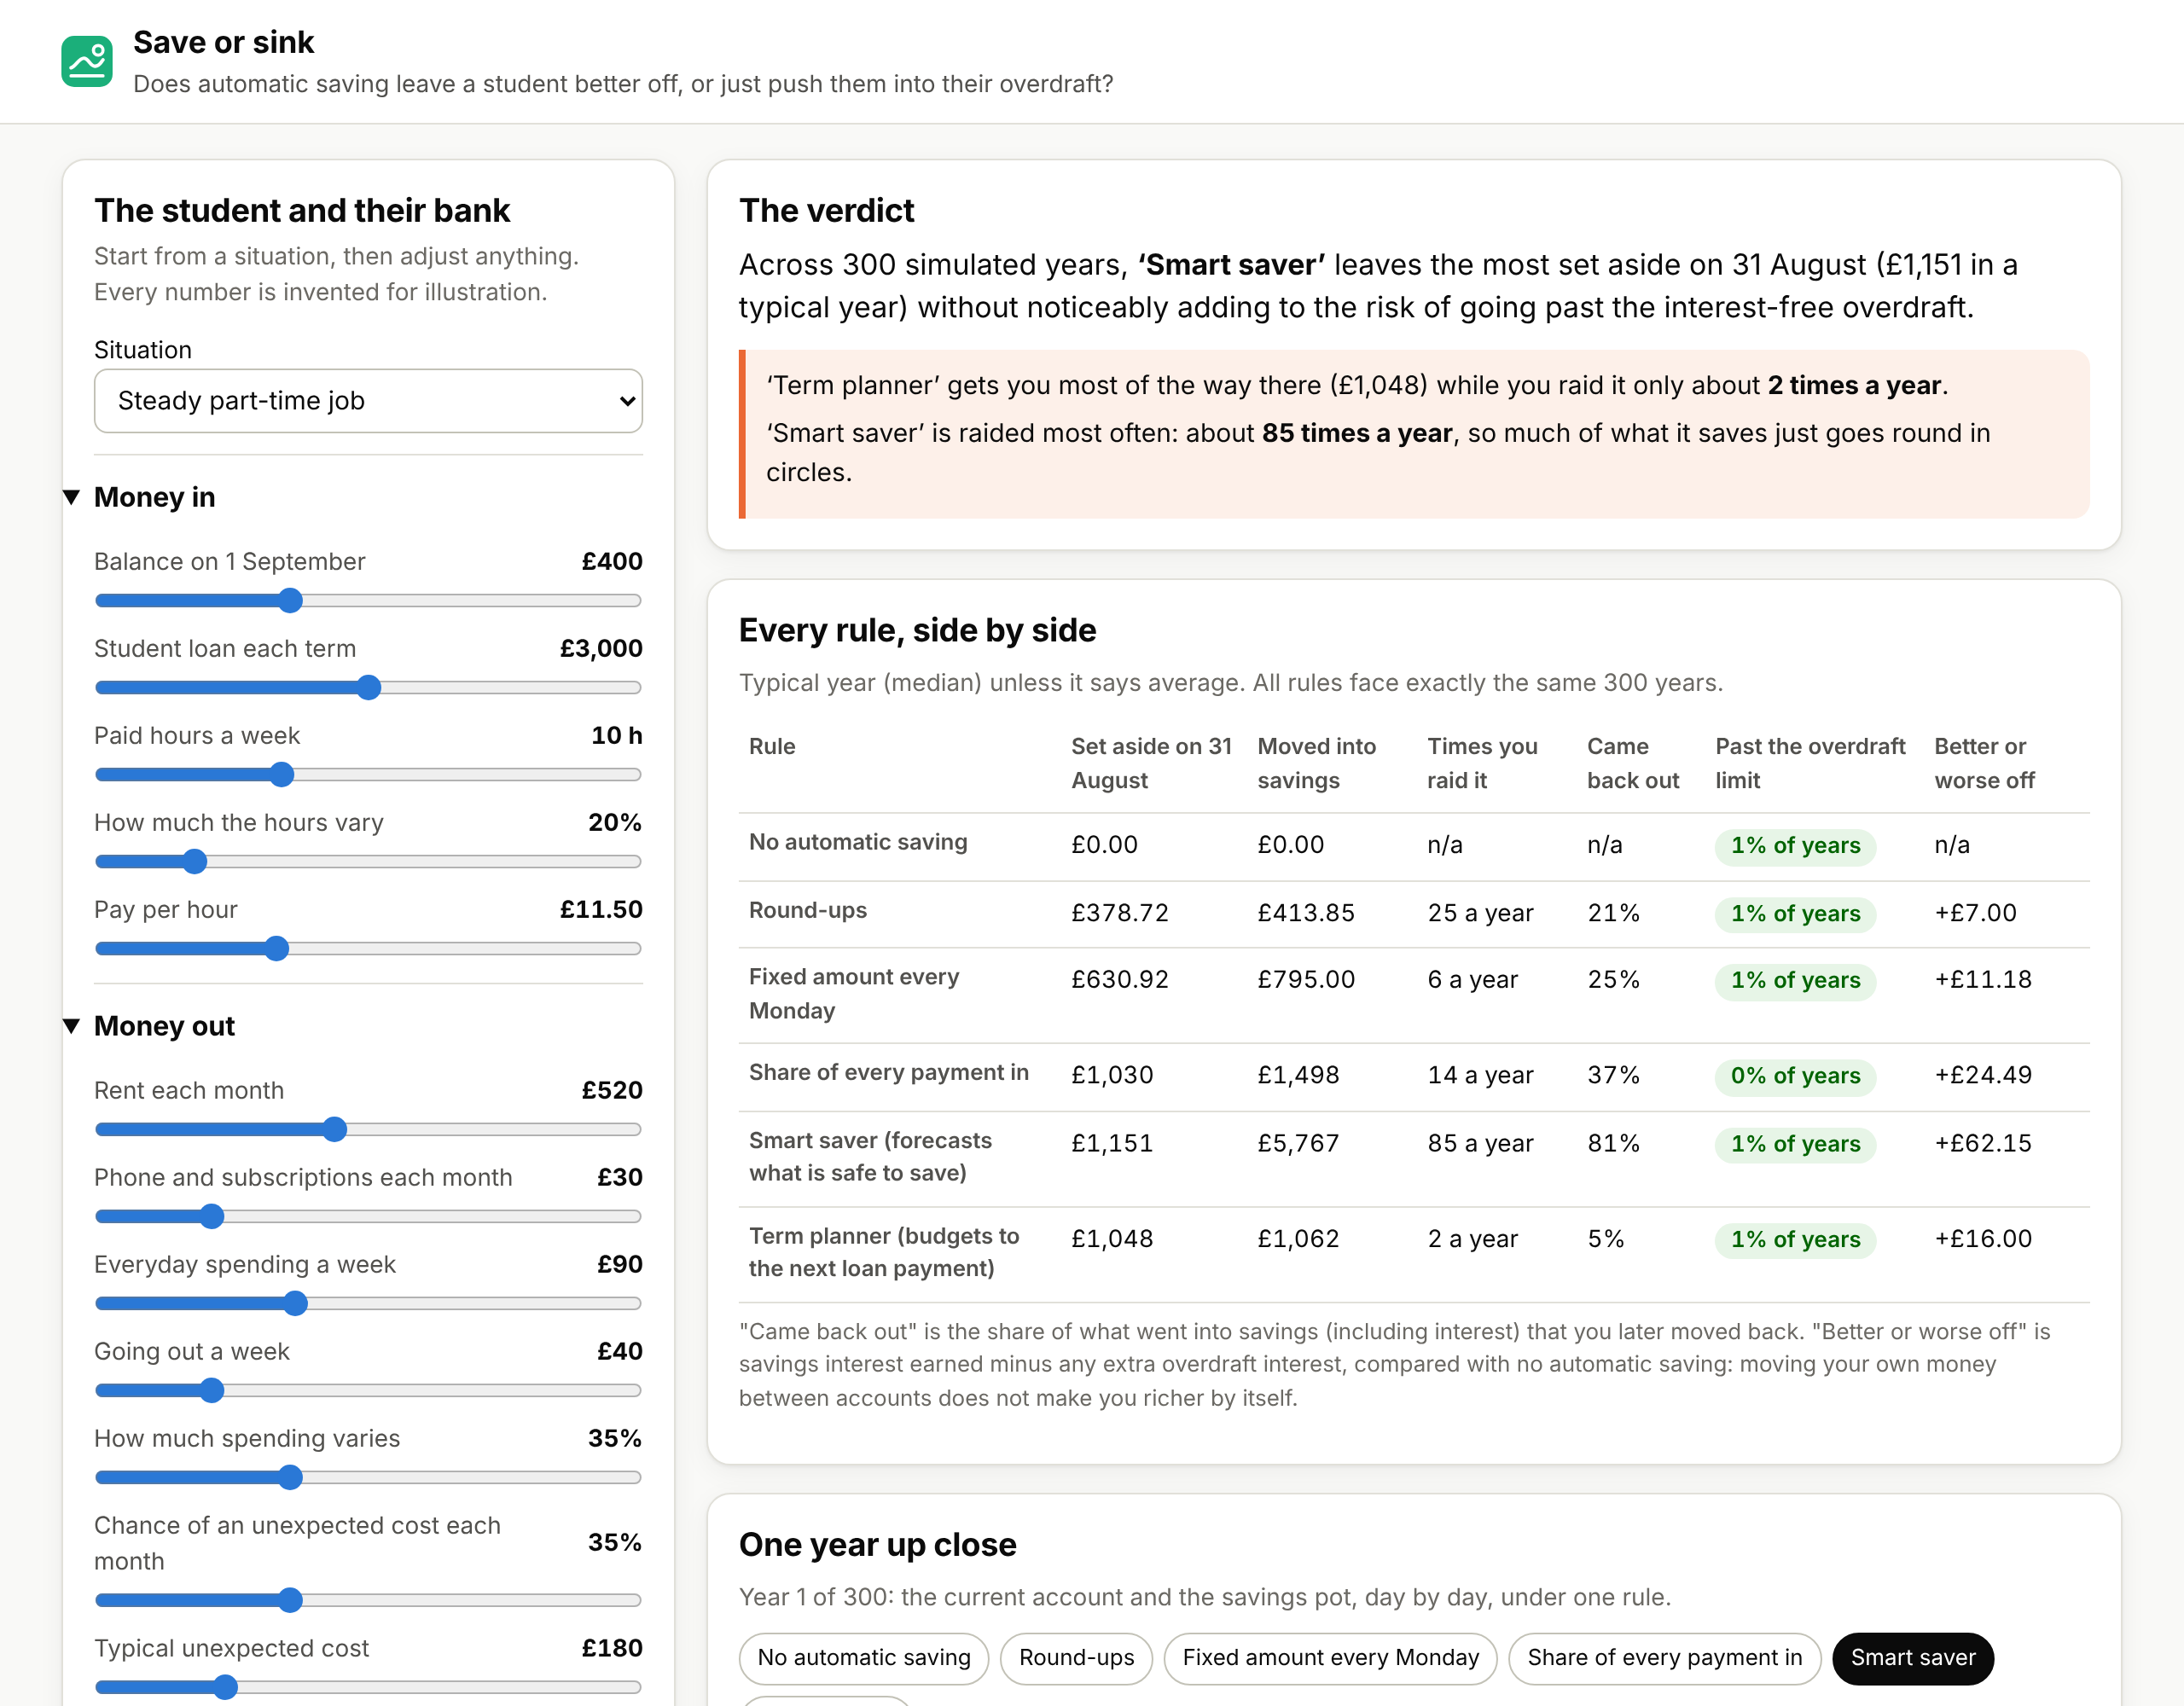 Save or sink
Does automatic saving leave a student better off, or just push them into their overdraft?
The student and their bank
Start from a situation, then adjust anything.
Every number is invented for illustration.
Situation
Steady part-time job
Money in
Balance on 1 September £400
Student loan each term £3,000
Paid hours a week 10 h
How much the hours vary 20%
Pay per hour £11.50
Money out
Rent each month £520
Phone and subscriptions each month £30
Everyday spending a week £90
Going out a week £40
How much spending varies 35%
Chance of an unexpected cost each
month 35%
Typical unexpected cost £180
The verdict
Across 300 simulated years, ‘Smart saver’ leaves the most set aside on 31 August (£1,151 in a
typical year) without noticeably adding to the risk of going past the interest-free overdraft.
‘Term planner’ gets you most of the way there (£1,048) while you raid it only about 2 times a year.
‘Smart saver’ is raided most often: about 85 times a year, so much of what it saves just goes round in
circles.
Every rule, side by side
Typical year (median) unless it says average. All rules face exactly the same 300 years.
Rule Set aside on 31 Moved into Times you Came Past the overdraft Better or
August savings raid it back out limit worse off
No automatic saving £0.00 £0.00 n/a n/a 1% of years n/a
Round-ups £378.72 £413.85 25 a year 21% 1% of years +£7.00
Fixed amount every £630.92 £795.00 6 a year 25% 1% of years +£11.18
Monday
Share of every payment in £1,030 £1,498 14 a year 37% 0% of years +£24.49
Smart saver (forecasts £1,151 £5,767 85 a year 81% 1% of years +£62.15
what is safe to save)
Term planner (budgets to £1,048 £1,062 2 a year 5% 1% of years +£16.00
the next loan payment)
"Came back out" is the share of what went into savings (including interest) that you later moved back. "Better or worse off" is
savings interest earned minus any extra overdraft interest, compared with no automatic saving: moving your own money
between accounts does not make you richer by itself.
One year up close
Year 1 of 300: the current account and the savings pot, day by day, under one rule.
No automatic saving Round-ups Fixed amount every Monday Share of every payment in Smart saver